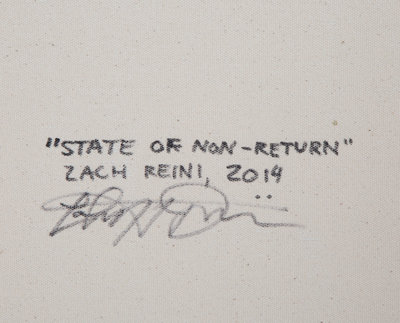 "STATE OF NON-RETURN"
ZACH REINI, 2014